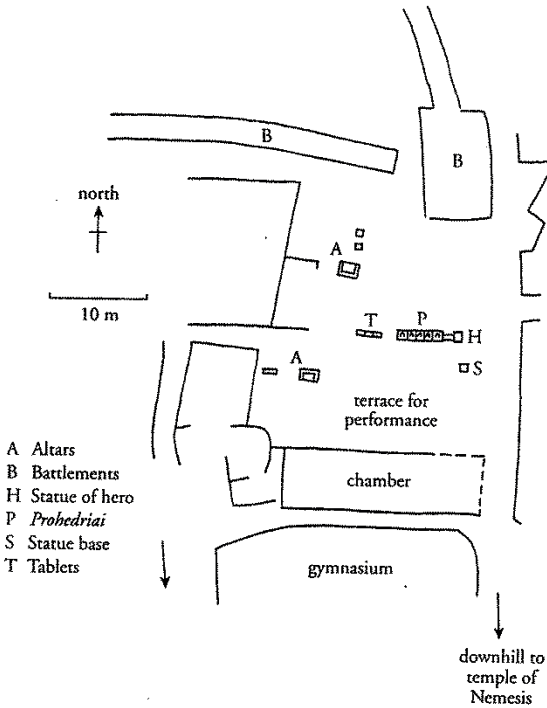 B
B
north
A
10 m
T
P
H
A
S
terrace for
performance
A Altars
B Battlements
H Statue of hero
P Prohedriai
S Statue base
T Tablets
chamber
gymnasium
downhill to
temple of
Nemesis